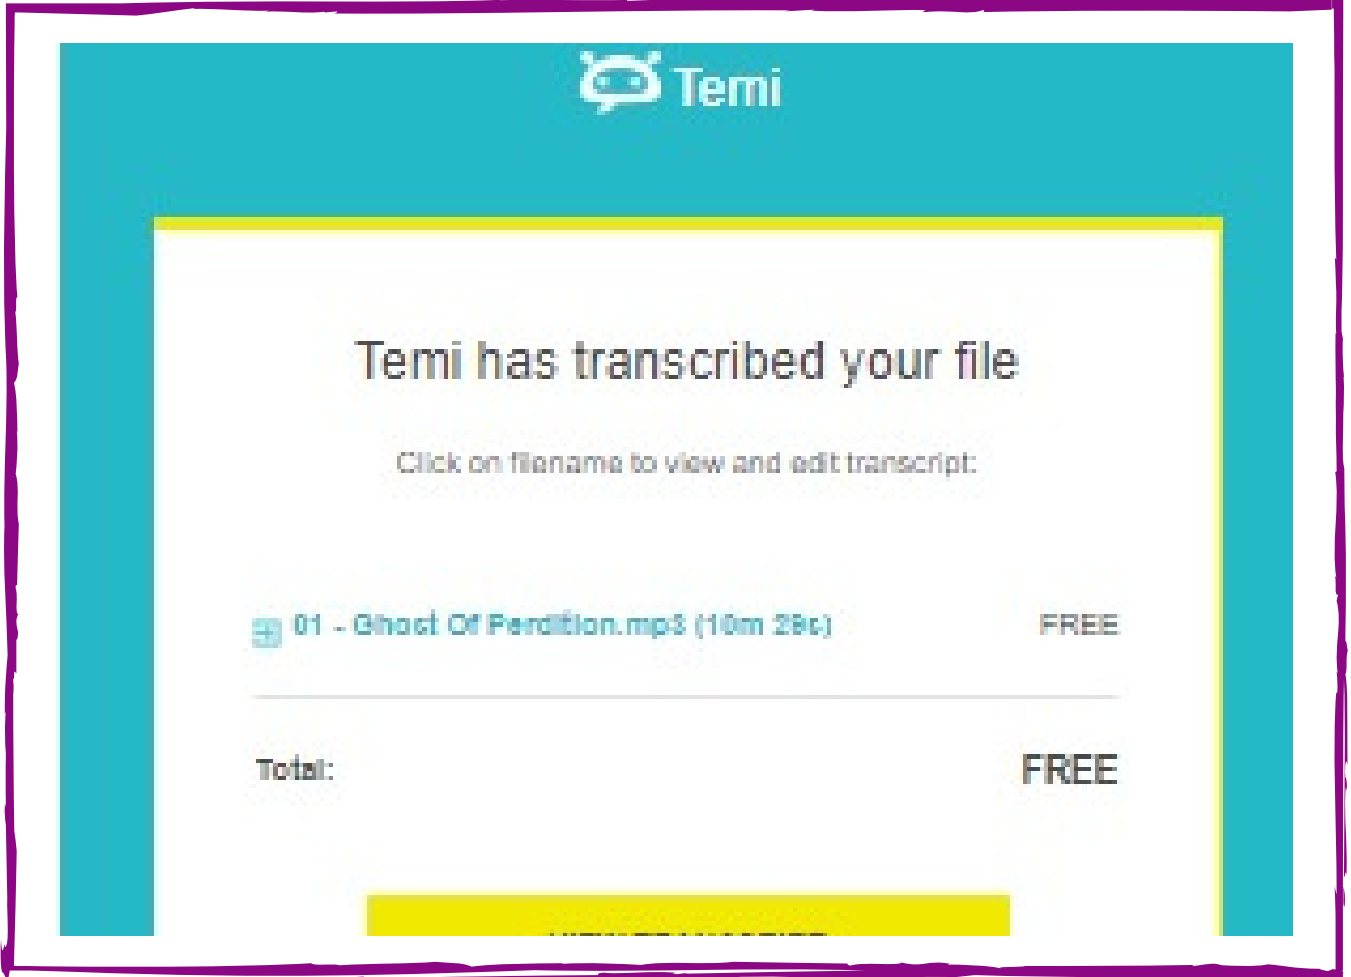 Temi
Temi has transcribed your file
Click on filename to view and edit transcript:
01 - Ghost Of Perdition.mp3 (10m 29s) FREE
Total: FREE